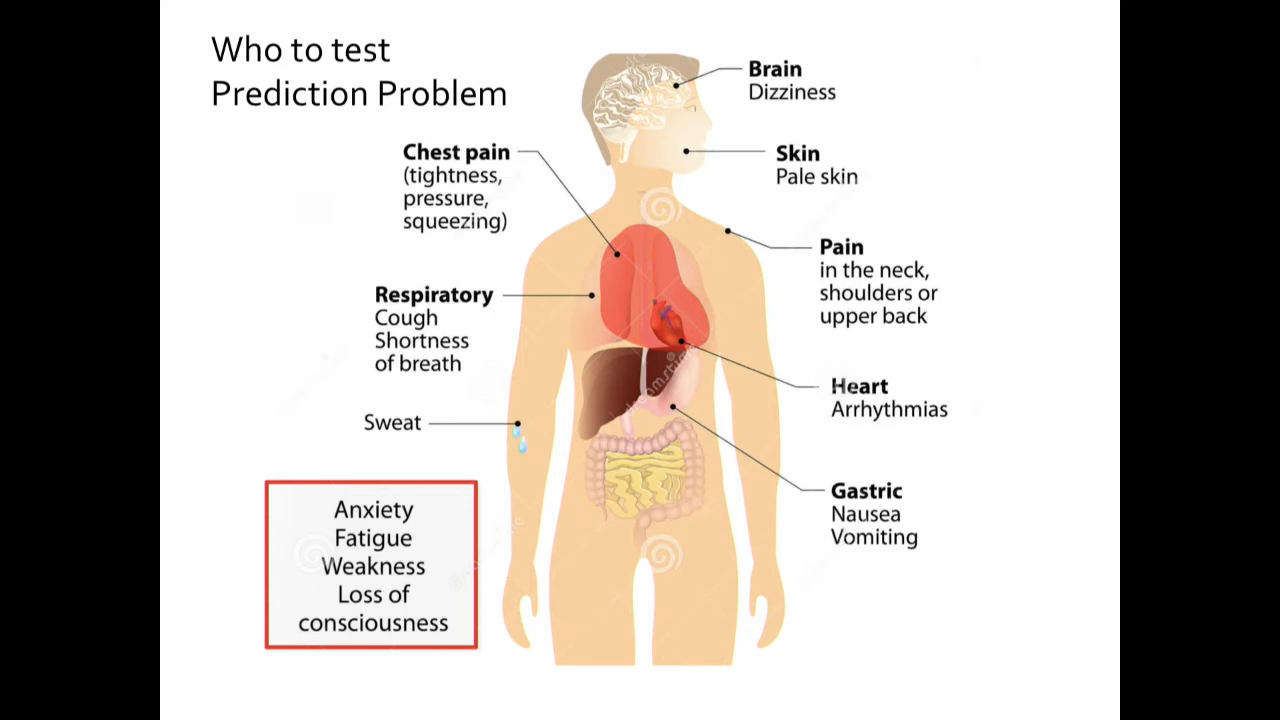 Who to test
Prediction Problem
Brain
Dizziness
Chest pain
(tightness,
pressure,
squeezing)
Skin
Pale skin
Pain
in the neck,
shoulders or
upper back
Respiratory
Cough
Shortness
of breath
Heart
Arrhythmias
Sweat
Gastric
Nausea
Vomiting
Anxiety
Fatigue
Weakness
Loss of
consciousness